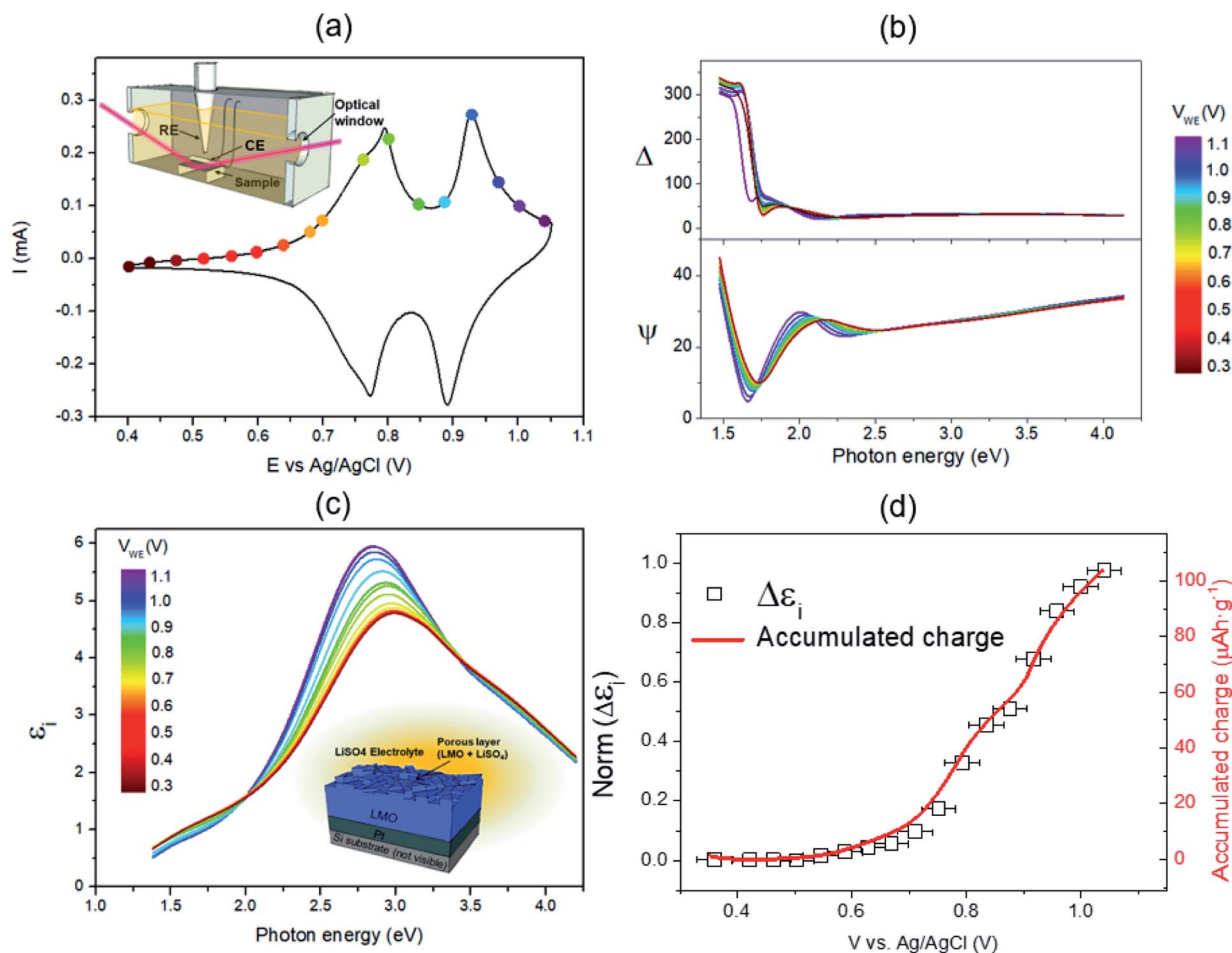 (a)
I (mA)
0.3
0.2
0.1
0.0
-0.1
-0.2
-0.3
RE
CE
Sample
Optical
window
0.4 0.5 0.6 0.7 0.8 0.9 1.0 1.1
E vs Ag/AgCl (V)
(b)
Δ
300
200
100
0
Ψ
40
20
0
1.5 2.0 2.5 3.0 3.5 4.0
Photon energy (eV)
V_WE (V)
1.1
1.0
0.9
0.8
0.7
0.6
0.5
0.4
0.3
(c)
ε_i
6
5
4
3
2
1
0
V_WE (V)
1.1
1.0
0.9
0.8
0.7
0.6
0.5
0.4
0.3
LiSO4 Electrolyte
Porous layer
(LMO + LiSO₄)
LMO
Pt
Si substrate (not visible)
1.0 1.5 2.0 2.5 3.0 3.5 4.0
Photon energy (eV)
(d)
Norm (Δε_i)
1.0
0.8
0.6
0.4
0.2
0.0
Δε_i
Accumulated charge
100
80
60
40
20
0
Accumulated charge (µAh·g⁻¹)
0.4 0.6 0.8 1.0
V vs. Ag/AgCl (V)